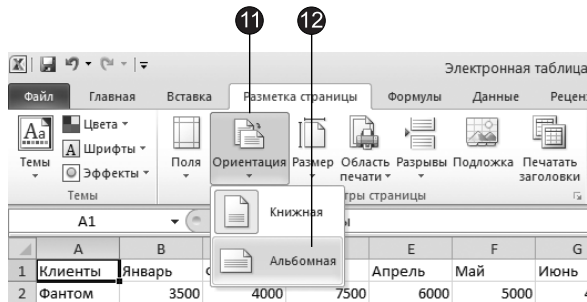 11 12
Электронная таблица
Файл Главная Вставка Разметка страницы Формулы Данные Рецен
Aa Цвета
A Шрифты
Эффекты
Темы Поля Ориентация Размер Область печати Разрывы Подложка Печатать заголовки
Темы тры страницы
Книжная
Альбомная
A1 ы
A B E F G
1 Клиенты Январь Апрель Май Июнь
2 Фантом 3500 4000 7500 6000 5000